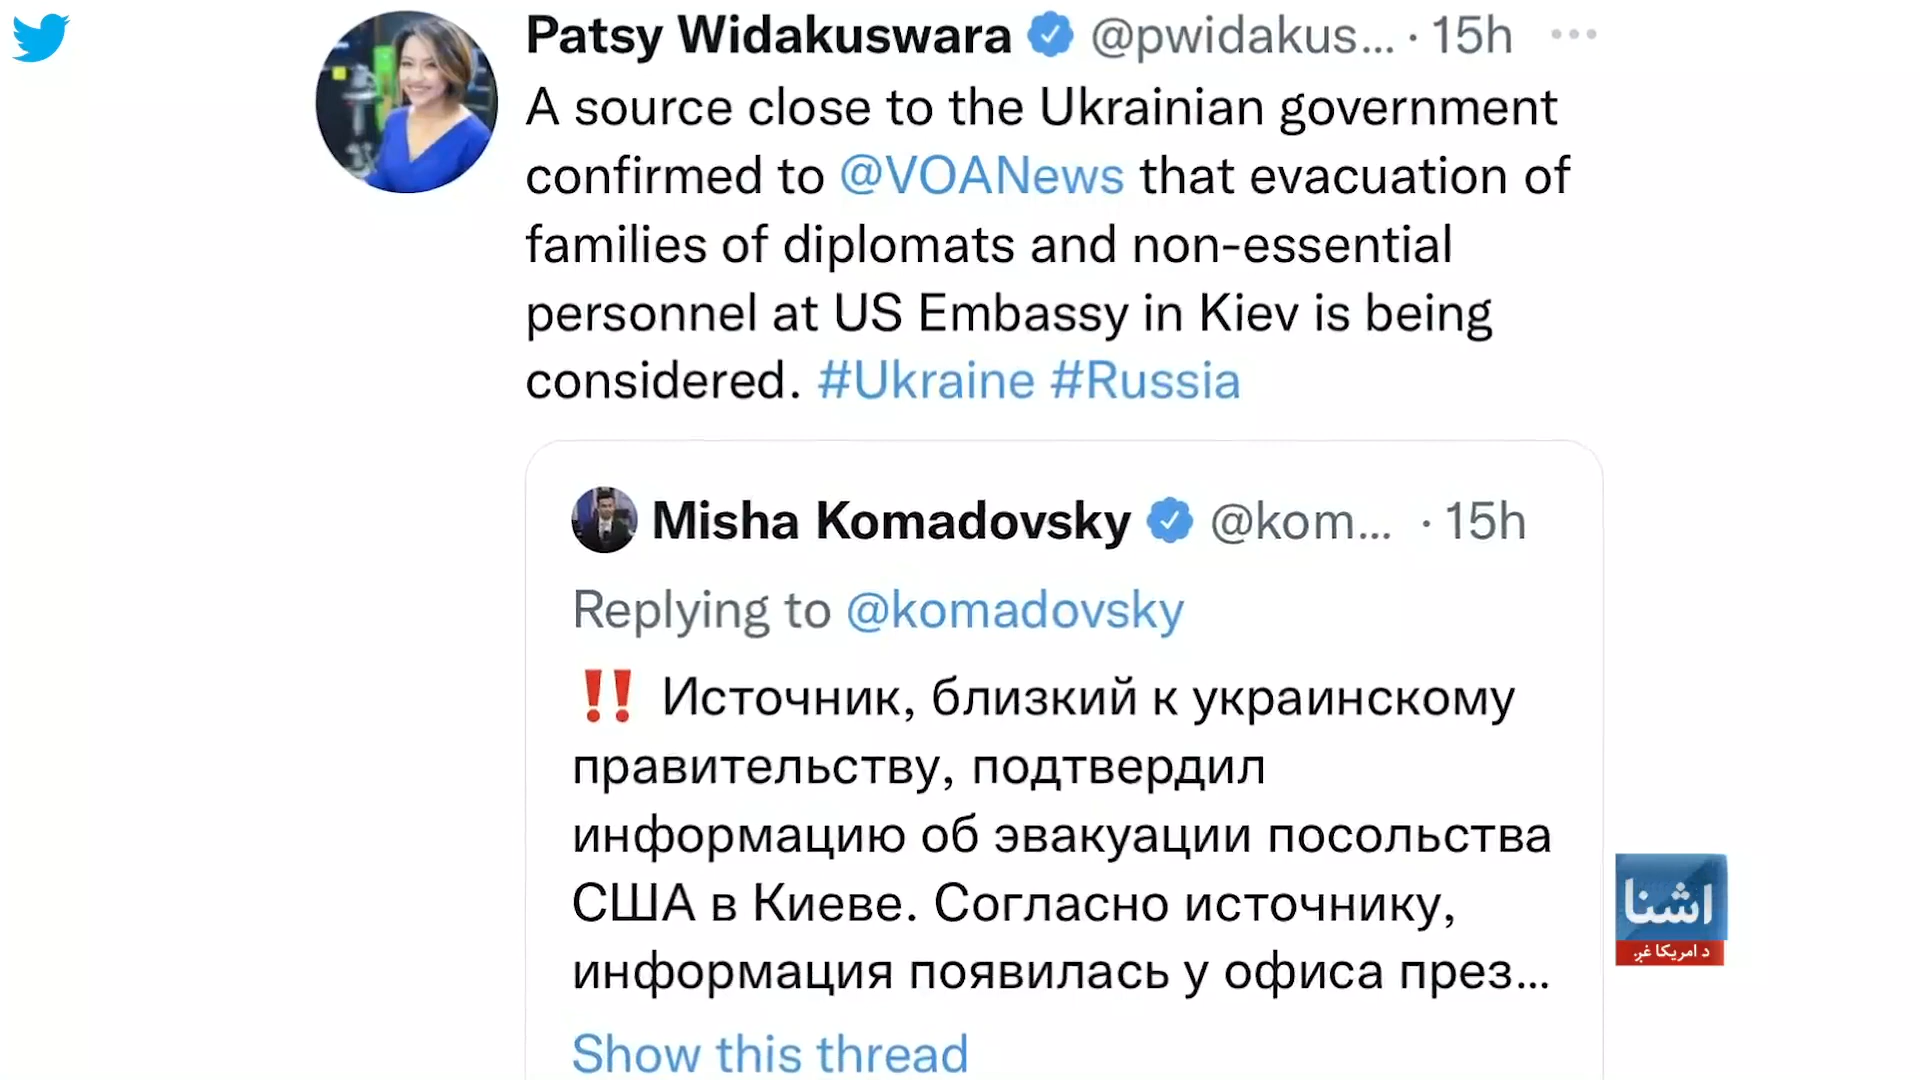 Patsy Widakuswara @pwidakus... · 15h
A source close to the Ukrainian government
confirmed to @VOANews that evacuation of
families of diplomats and non-essential
personnel at US Embassy in Kiev is being
considered. #Ukraine #Russia
Misha Komadovsky @kom... · 15h
Replying to @komadovsky
‼️ Источник, близкий к украинскому
правительству, подтвердил
информацию об эвакуации посольства
США в Киеве. Согласно источнику,
информация появилась у офиса през...
Show this thread
اشنا
د امریکا غږ